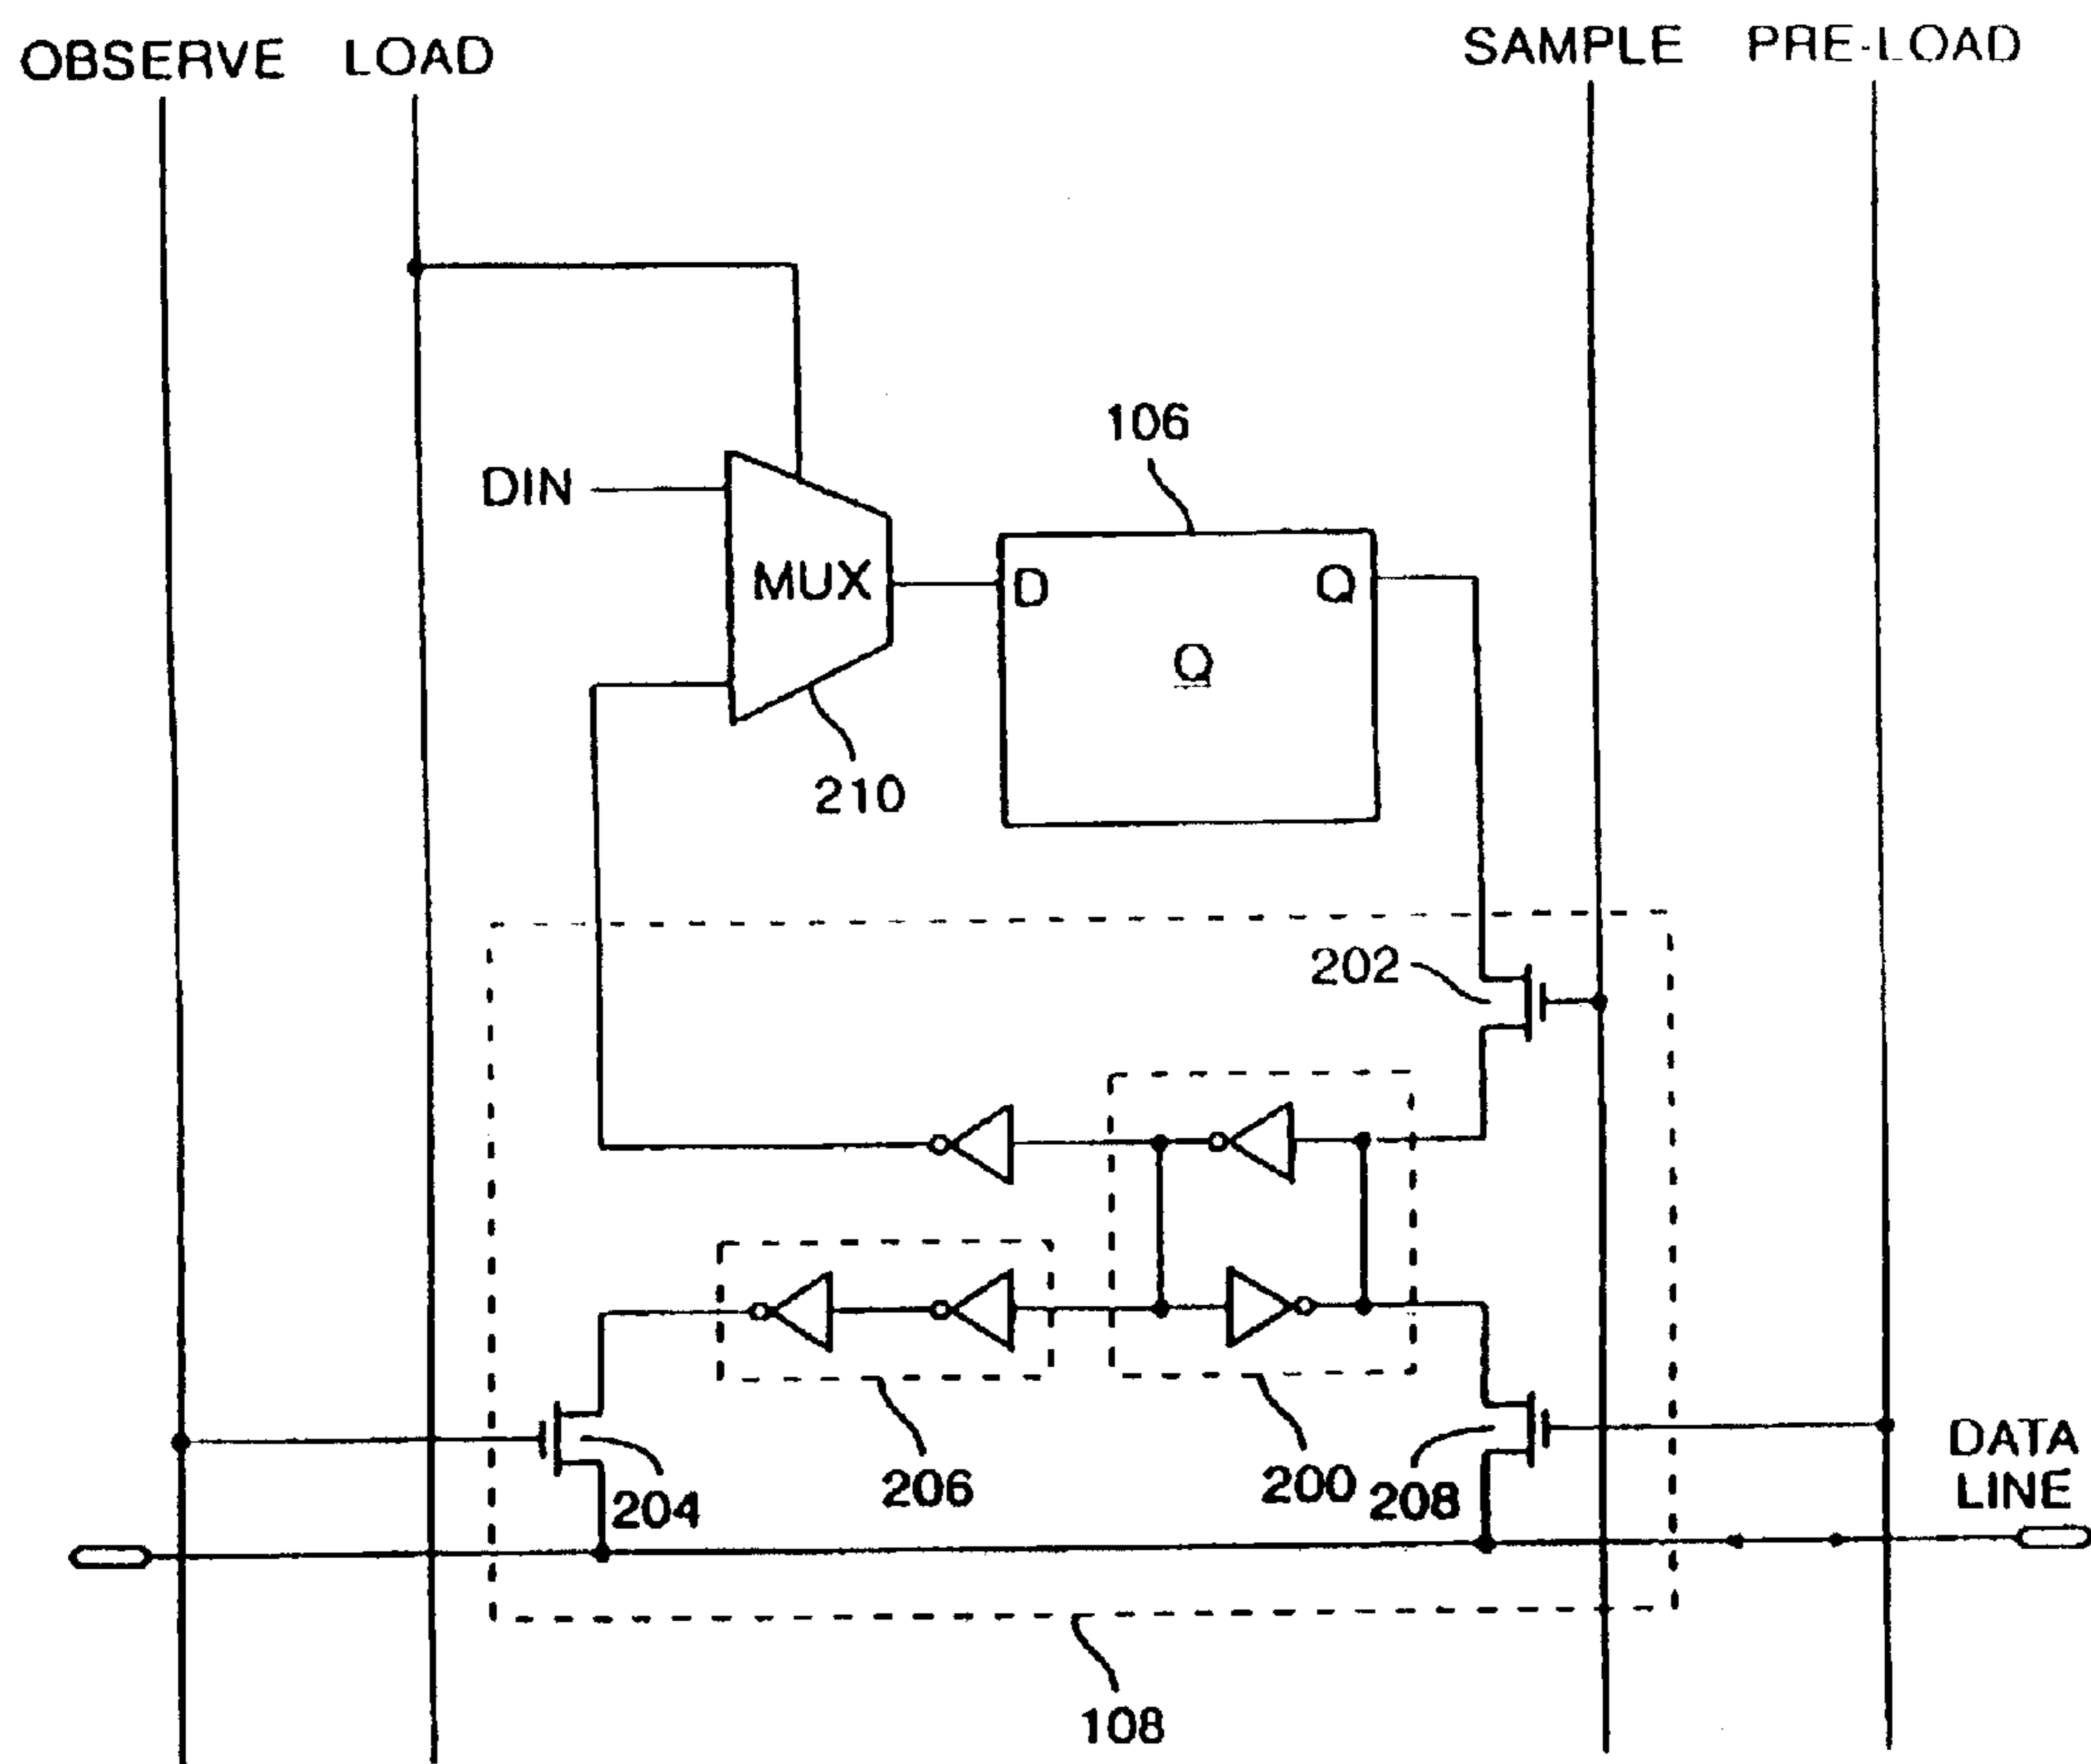 OBSERVE LOAD SAMPLE PRE-LOAD
106
DIN
MUX
D
Q
Q
210
202
206
200
208
204
DATA
LINE
108